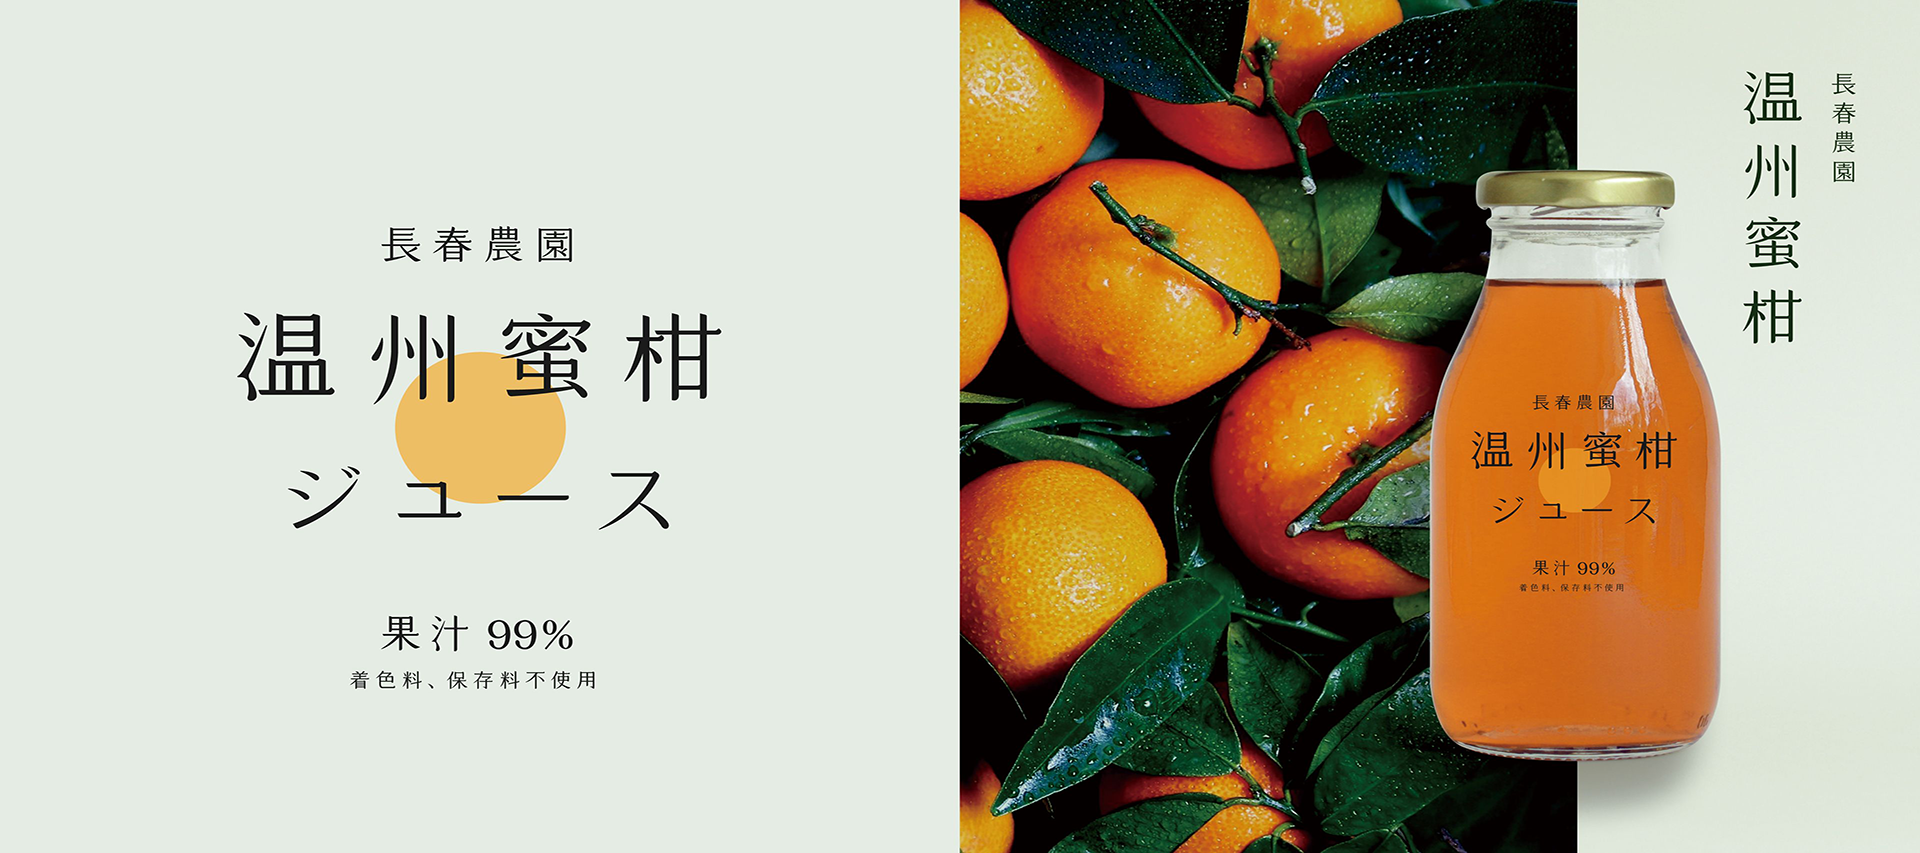 長春農園
温州蜜柑
ジュース
果汁 99%
着色料、保存料不使用
長春農園
温州蜜柑
長春農園
温州蜜柑
ジュース
果汁 99%
着色料、保存料不使用